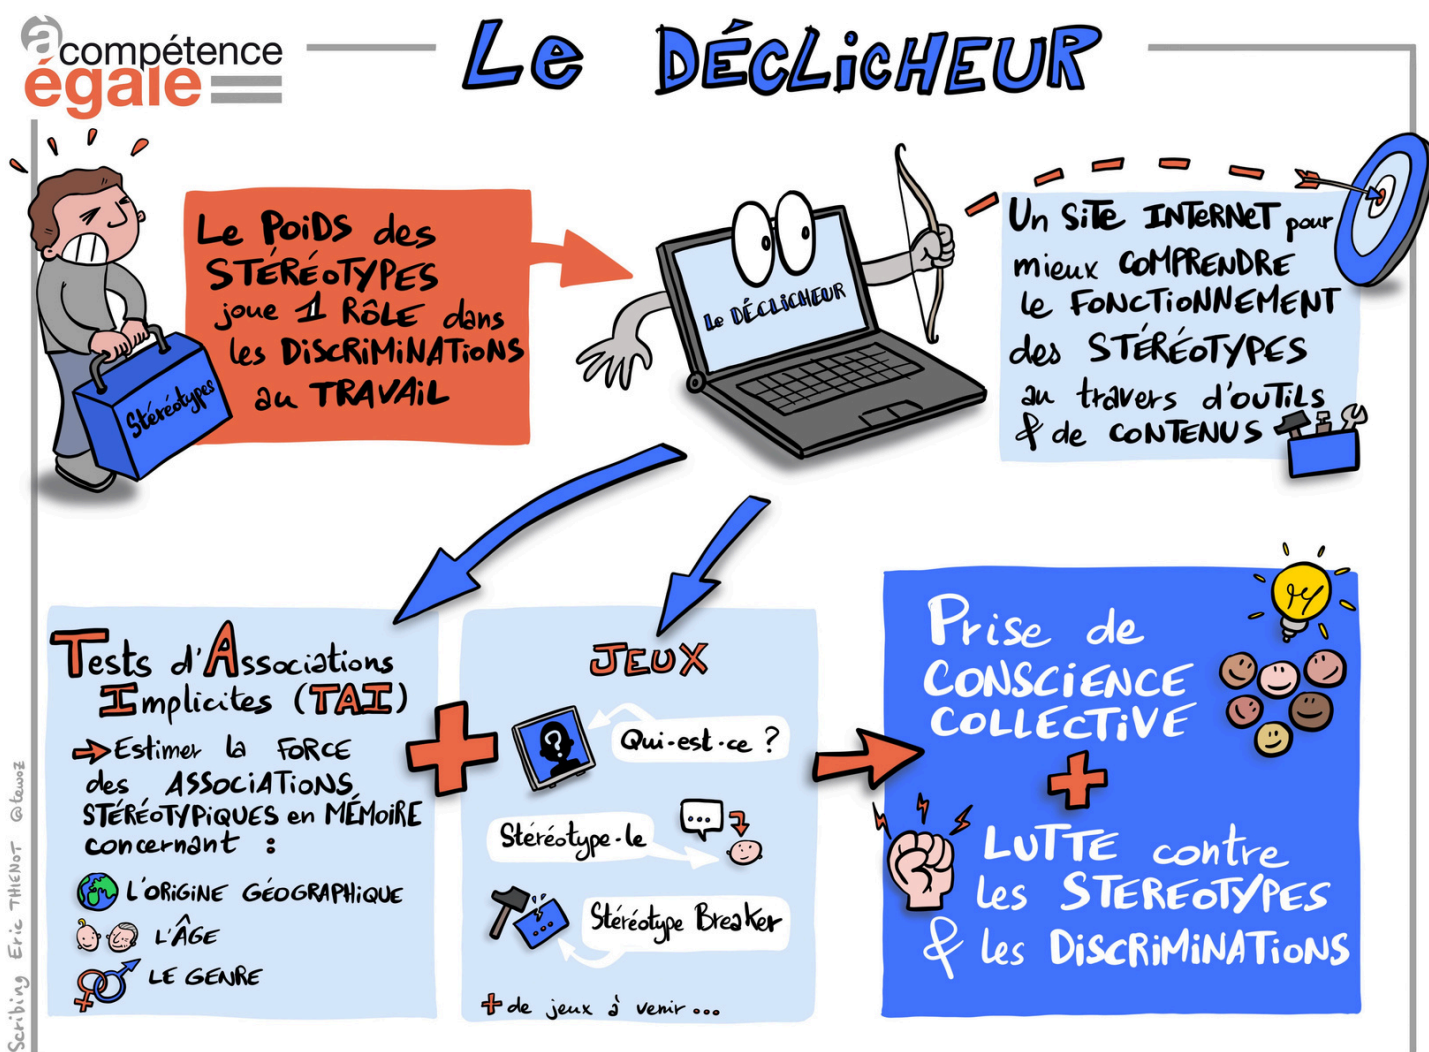 à compétence
égale
Le DÉCLiCHEUR
Stéréotypes
Le POiDS des
STÉRÉoTYPES
joue 1 RÔLE dans
les DiSCRiMiNATioNS
au TRAVAiL
Le DÉCLiCHEUR
Un SiTE INTERNET pour
mieux COMPRENDRE
le FONCTiONNEMENT
des STÉRÉOTYPES
au travers d'OUTiLS
& de CONTENUS
Tests d'Associations
Implicites (TAI)
Estimer la FORCE
des ASSOCiATiONS
STÉRÉOTYPiQUES en MÉMOiRE
concernant :
L'ORiGiNE GÉOGRAPHiQUE
L'ÂGE
LE GENRE
JEUX
?
Qui-est-ce ?
...
Stéréotype-le
Stéréotype Breaker
...
+ de jeux à venir...
Prise de
CONSCiENCE
COLLECTiVE
+
LUTTE contre
les STEREOTYPES
& les DiSCRiMiNATiONS
Scribing Eric THIENOT @tewoz